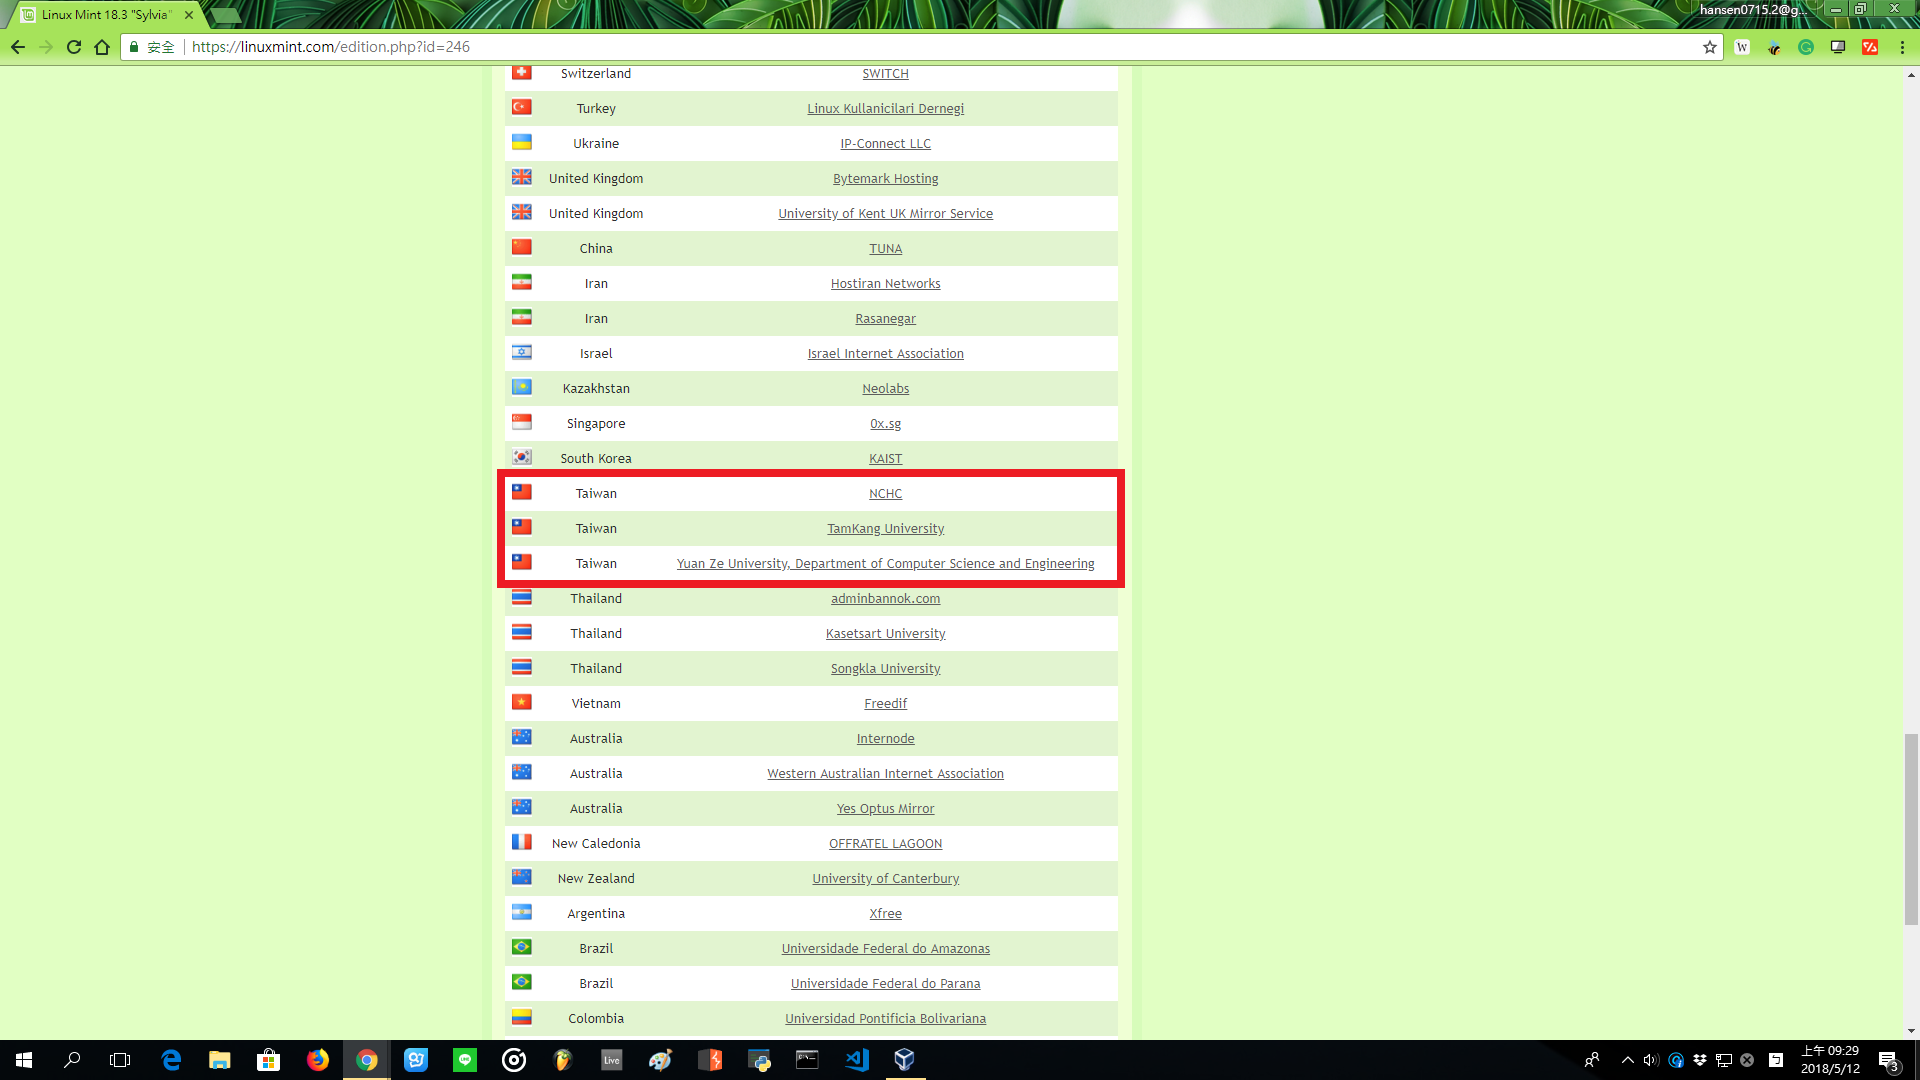 Linux Mint 18.3 "Sylvia"
hansen0715.2@g...
安全 https://linuxmint.com/edition.php?id=246
W
Switzerland SWITCH
Turkey Linux Kullanicilari Dernegi
Ukraine IP-Connect LLC
United Kingdom Bytemark Hosting
United Kingdom University of Kent UK Mirror Service
China TUNA
Iran Hostiran Networks
Iran Rasanegar
Israel Israel Internet Association
Kazakhstan Neolabs
Singapore 0x.sg
South Korea KAIST
Taiwan NCHC
Taiwan TamKang University
Taiwan Yuan Ze University, Department of Computer Science and Engineering
Thailand adminbannok.com
Thailand Kasetsart University
Thailand Songkla University
Vietnam Freedif
Australia Internode
Australia Western Australian Internet Association
Australia Yes Optus Mirror
New Caledonia OFFRATEL LAGOON
New Zealand University of Canterbury
Argentina Xfree
Brazil Universidade Federal do Amazonas
Brazil Universidade Federal do Parana
Colombia Universidad Pontificia Bolivariana
Live
上午 09:29
2018/5/12
3